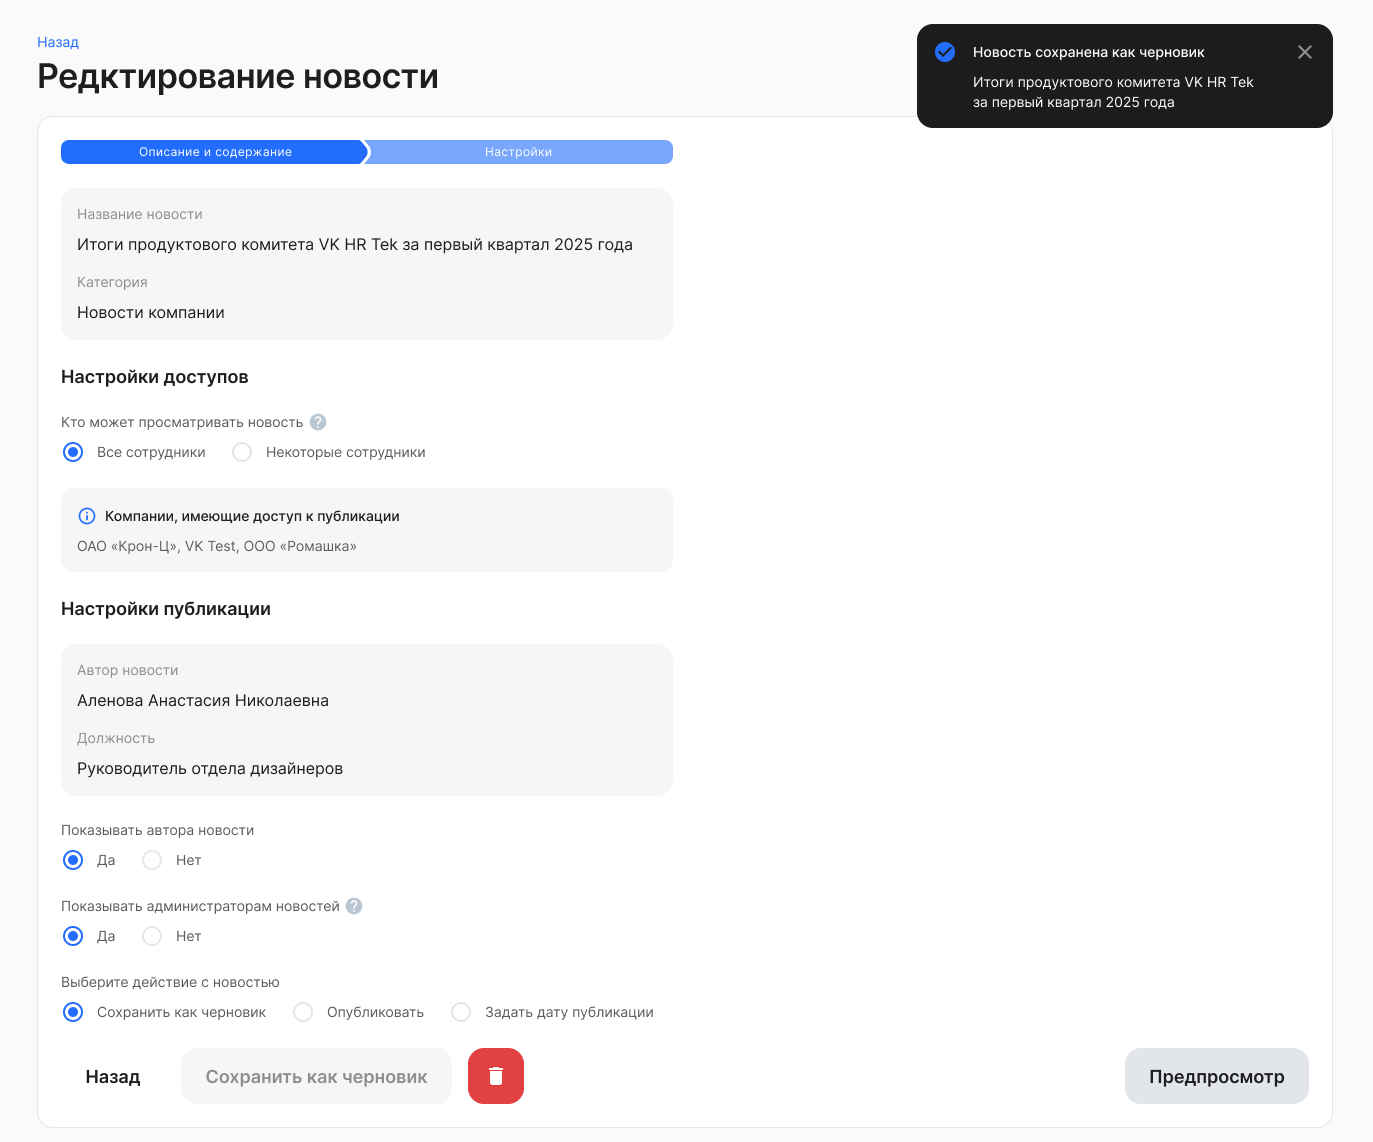 Назад
Редктирование новости
Новость сохранена как черновик
Итоги продуктового комитета VK HR Tek
за первый квартал 2025 года
Описание и содержание
Настройки
Название новости
Итоги продуктового комитета VK HR Tek за первый квартал 2025 года
Категория
Новости компании
Настройки доступов
Кто может просматривать новость ?
Все сотрудники Некоторые сотрудники
Компании, имеющие доступ к публикации
ОАО «Крон-Ц», VK Test, ООО «Ромашка»
Настройки публикации
Автор новости
Аленова Анастасия Николаевна
Должность
Руководитель отдела дизайнеров
Показывать автора новости
Да Нет
Показывать администраторам новостей ?
Да Нет
Выберите действие с новостью
Сохранить как черновик Опубликовать Задать дату публикации
Назад Сохранить как черновик Предпросмотр